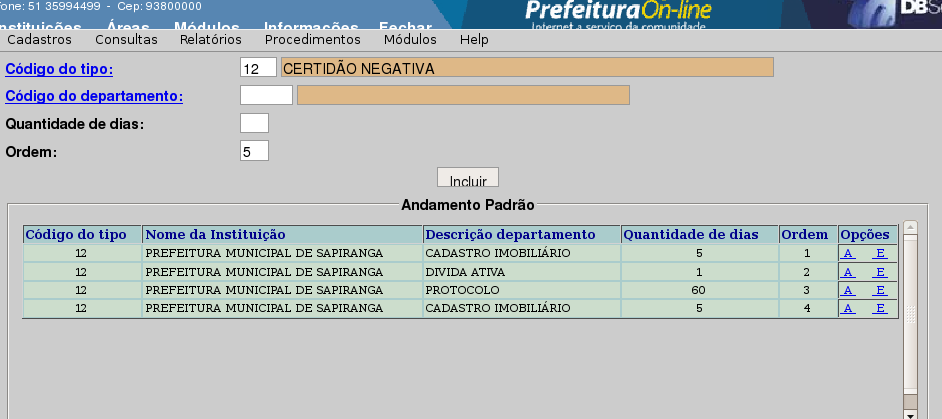 fone: 51 35994499 - Cep: 93800000
Prefeitura On-line
Internet a serviço da comunidade
DBSe
nstituições Áreas Módulos Informações Fechar
Cadastros Consultas Relatórios Procedimentos Módulos Help
Código do tipo: 12 CERTIDÃO NEGATIVA
Código do departamento:
Quantidade de dias:
Ordem: 5
Incluir
Andamento Padrão
Código do tipo Nome da Instituição Descrição departamento Quantidade de dias Ordem Opções
12 PREFEITURA MUNICIPAL DE SAPIRANGA CADASTRO IMOBILIÁRIO 5 1 A E
12 PREFEITURA MUNICIPAL DE SAPIRANGA DIVIDA ATIVA 1 2 A E
12 PREFEITURA MUNICIPAL DE SAPIRANGA PROTOCOLO 60 3 A E
12 PREFEITURA MUNICIPAL DE SAPIRANGA CADASTRO IMOBILIÁRIO 5 4 A E